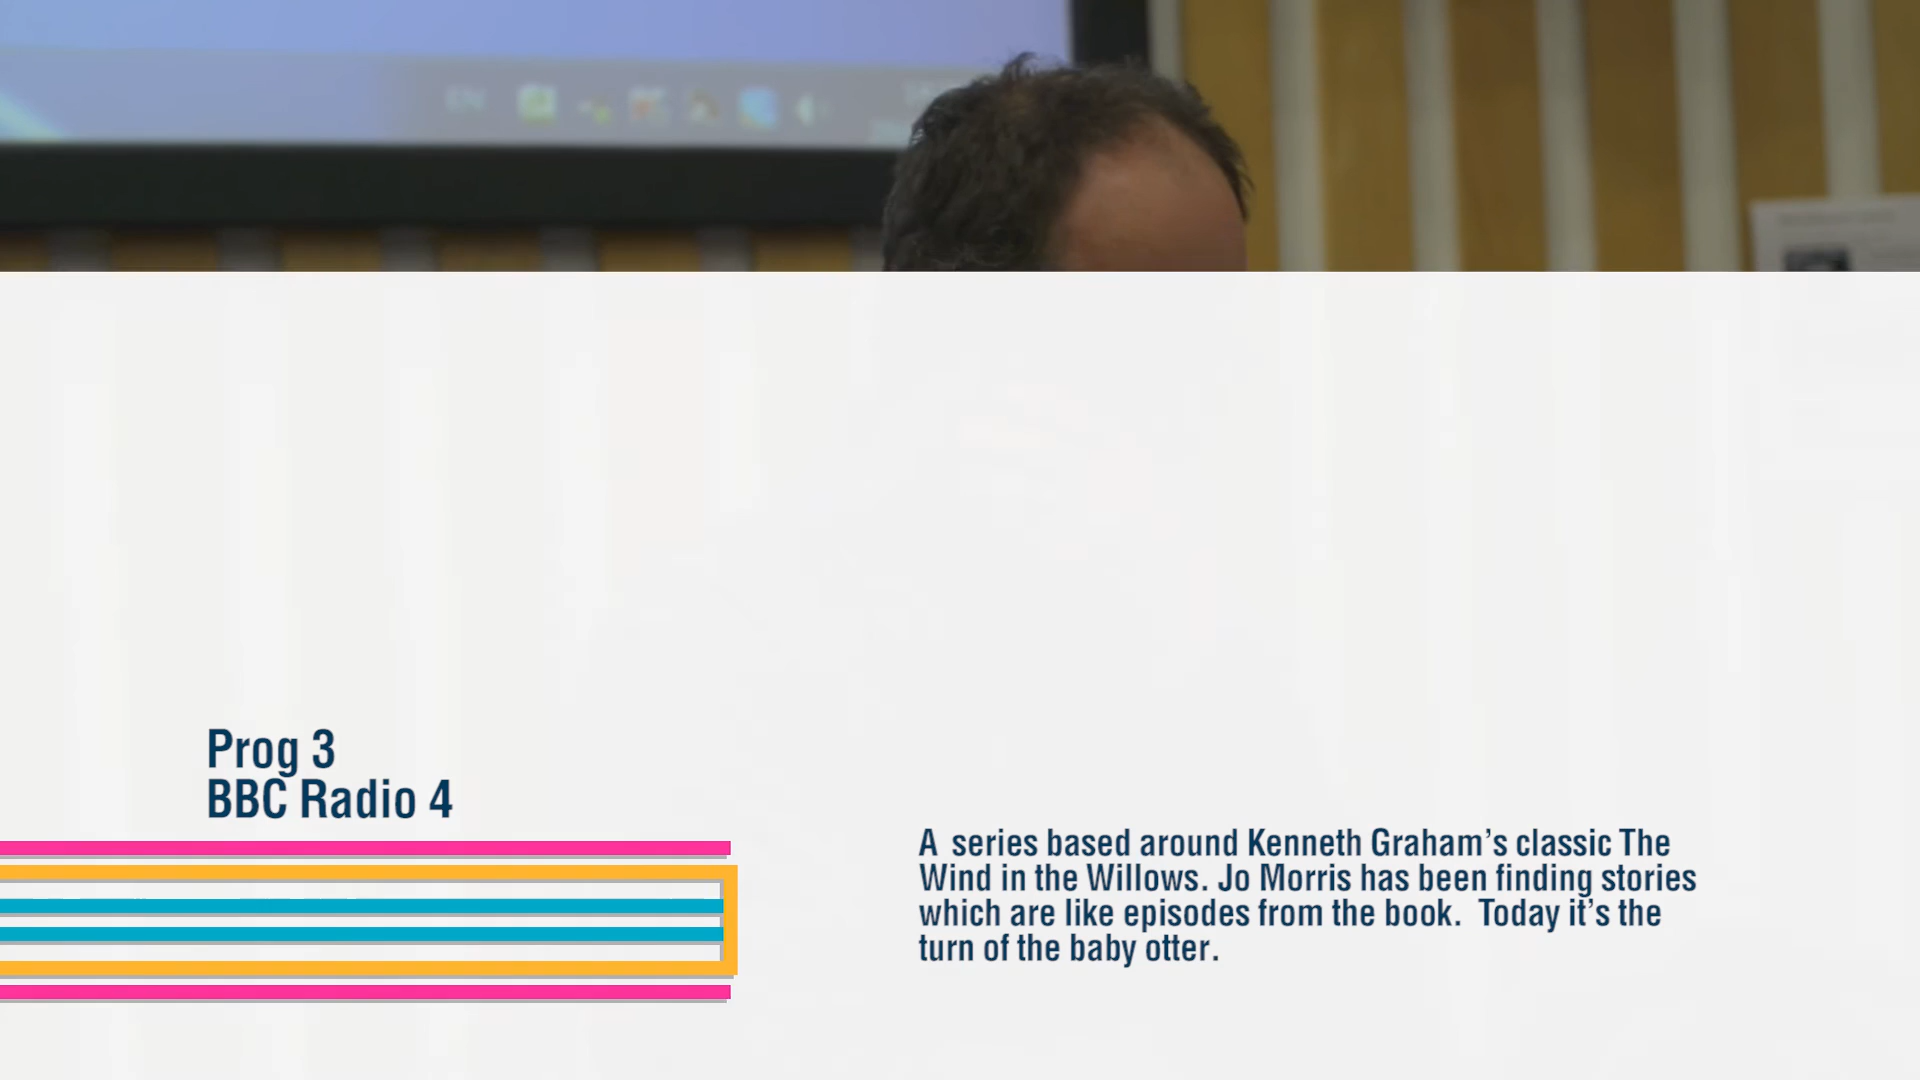 EN
Prog 3
BBC Radio 4
A  series based around Kenneth Graham’s classic The
Wind in the Willows. Jo Morris has been finding stories
which are like episodes from the book.  Today it’s the
turn of the baby otter.